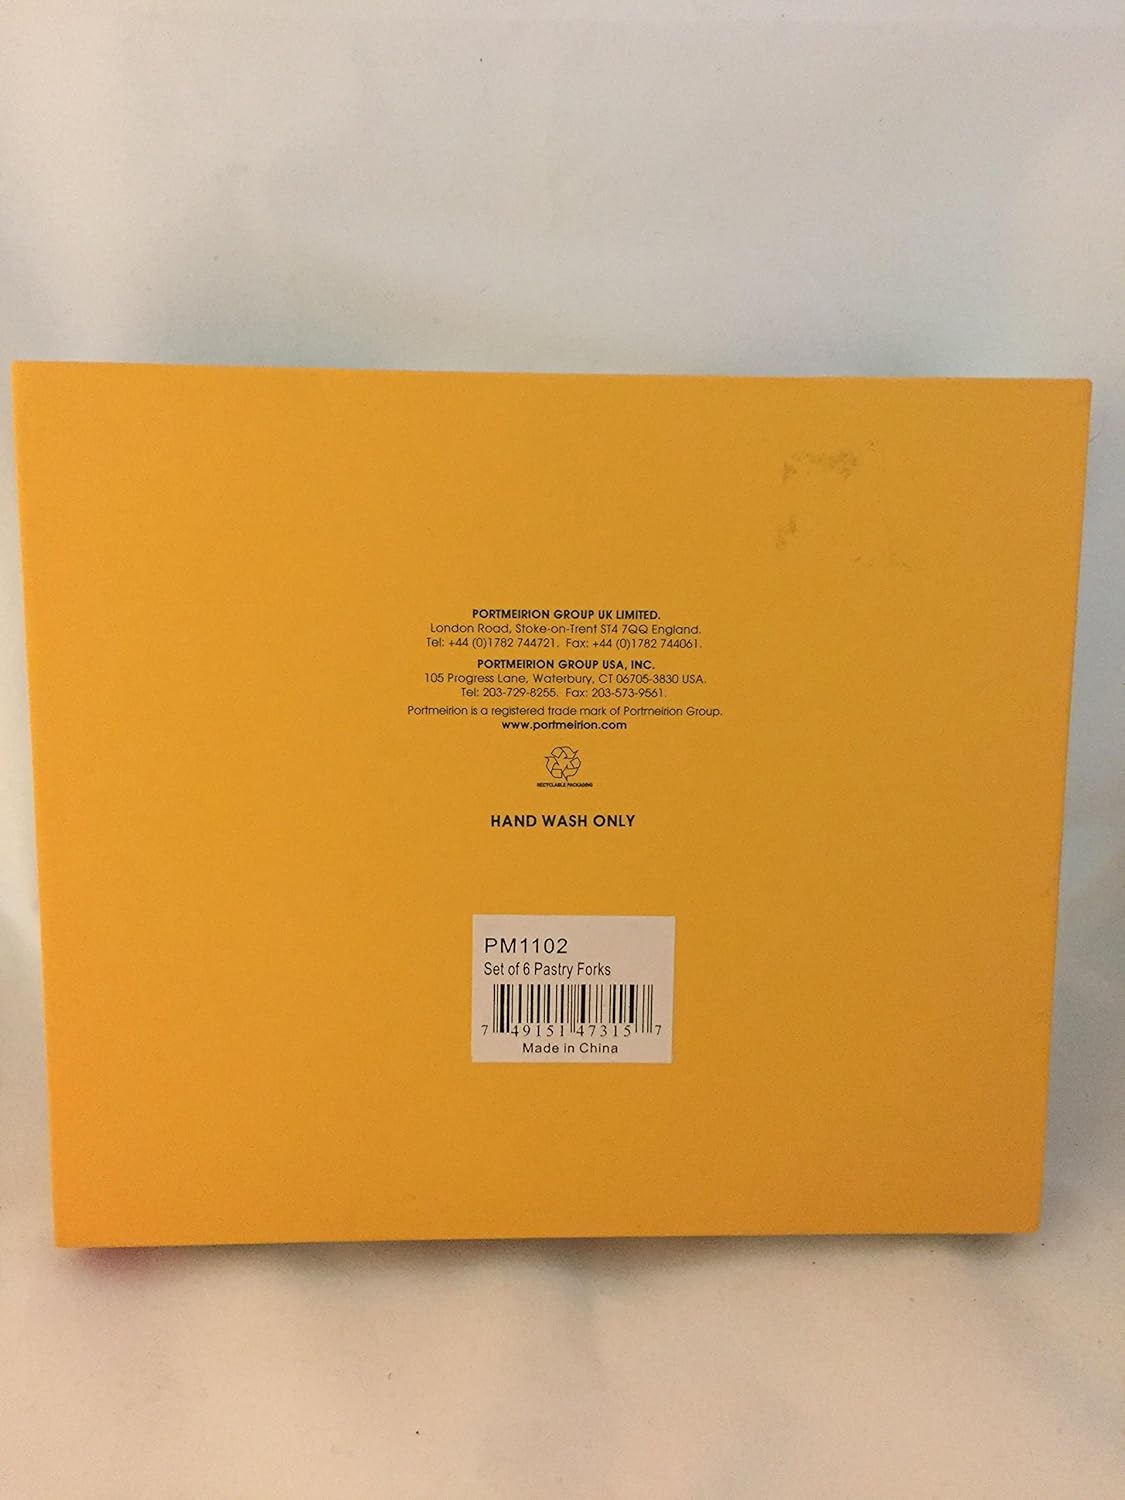 PORTMEIRION GROUP UK LIMITED.
London Road, Stoke-on-Trent ST4 7QQ England.
Tel: +44 (0)1782 744721. Fax: +44 (0)1782 744061.
PORTMEIRION GROUP USA, INC.
105 Progress Lane, Waterbury, CT 06705-3830 USA.
Tel: 203-729-8255. Fax: 203-573-9561.
Portmeirion is a registered trade mark of Portmeirion Group.
www.portmeirion.com
RECYCLABLE PACKAGING
HAND WASH ONLY
PM1102
Set of 6 Pastry Forks
7 49151 47315 7
Made in China